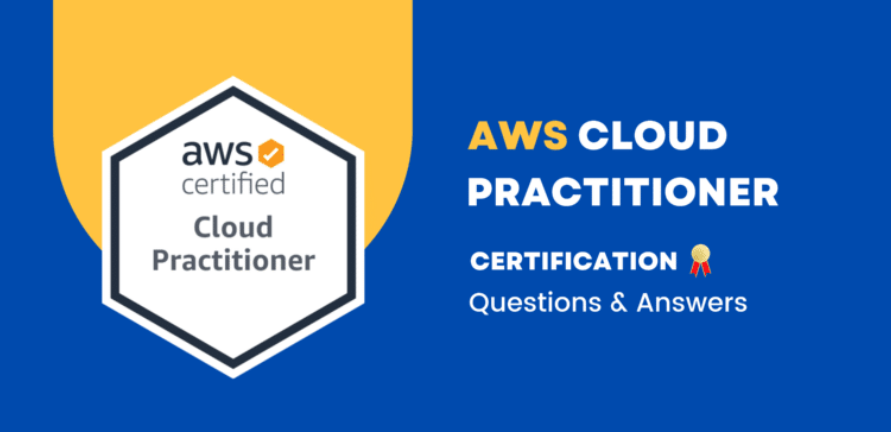 aws
certified
Cloud
Practitioner
AWS CLOUD
PRACTITIONER
CERTIFICATION
Questions & Answers